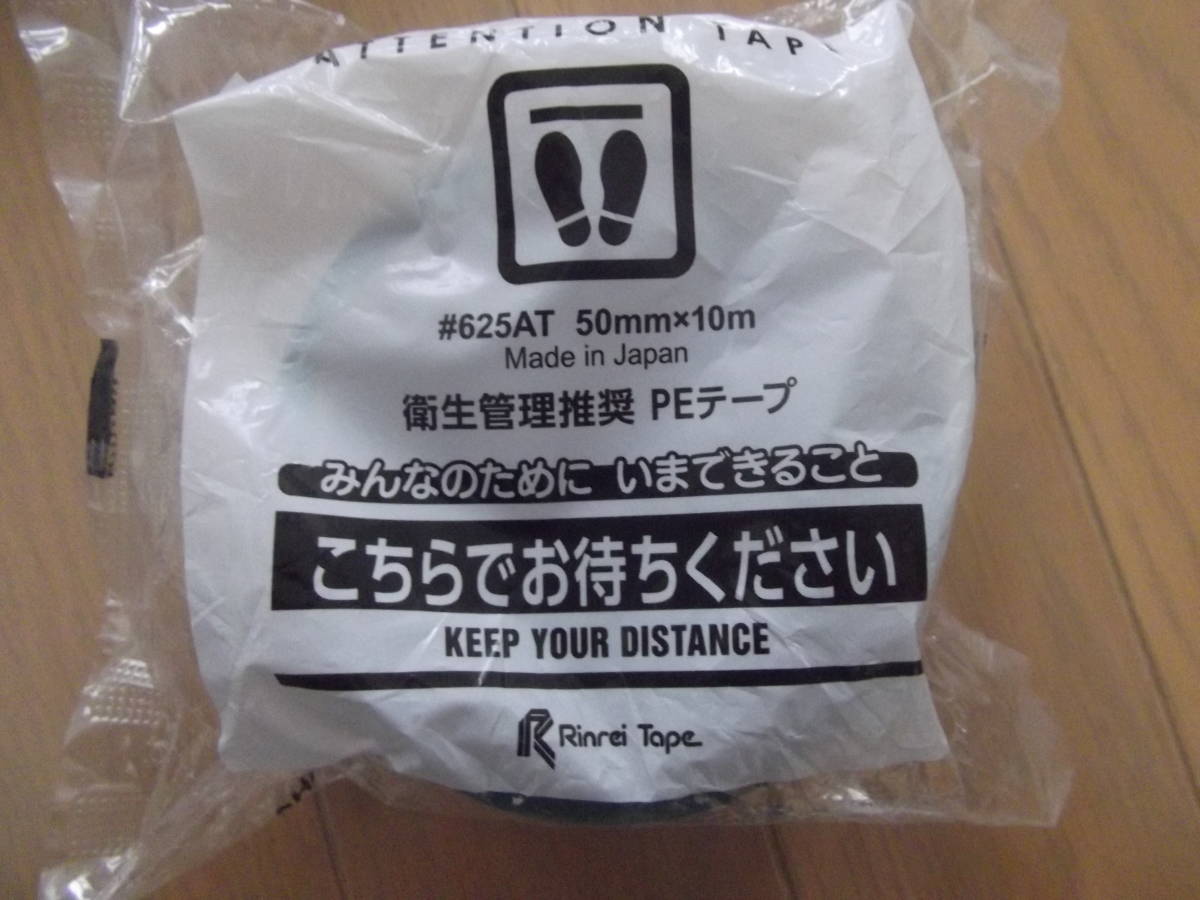 ATTENTION TAPE
#625AT 50mm×10m
Made in Japan
衛生管理推奨 PEテープ
みんなのために いまできること
こちらでお待ちください
KEEP YOUR DISTANCE
Rinrei Tape